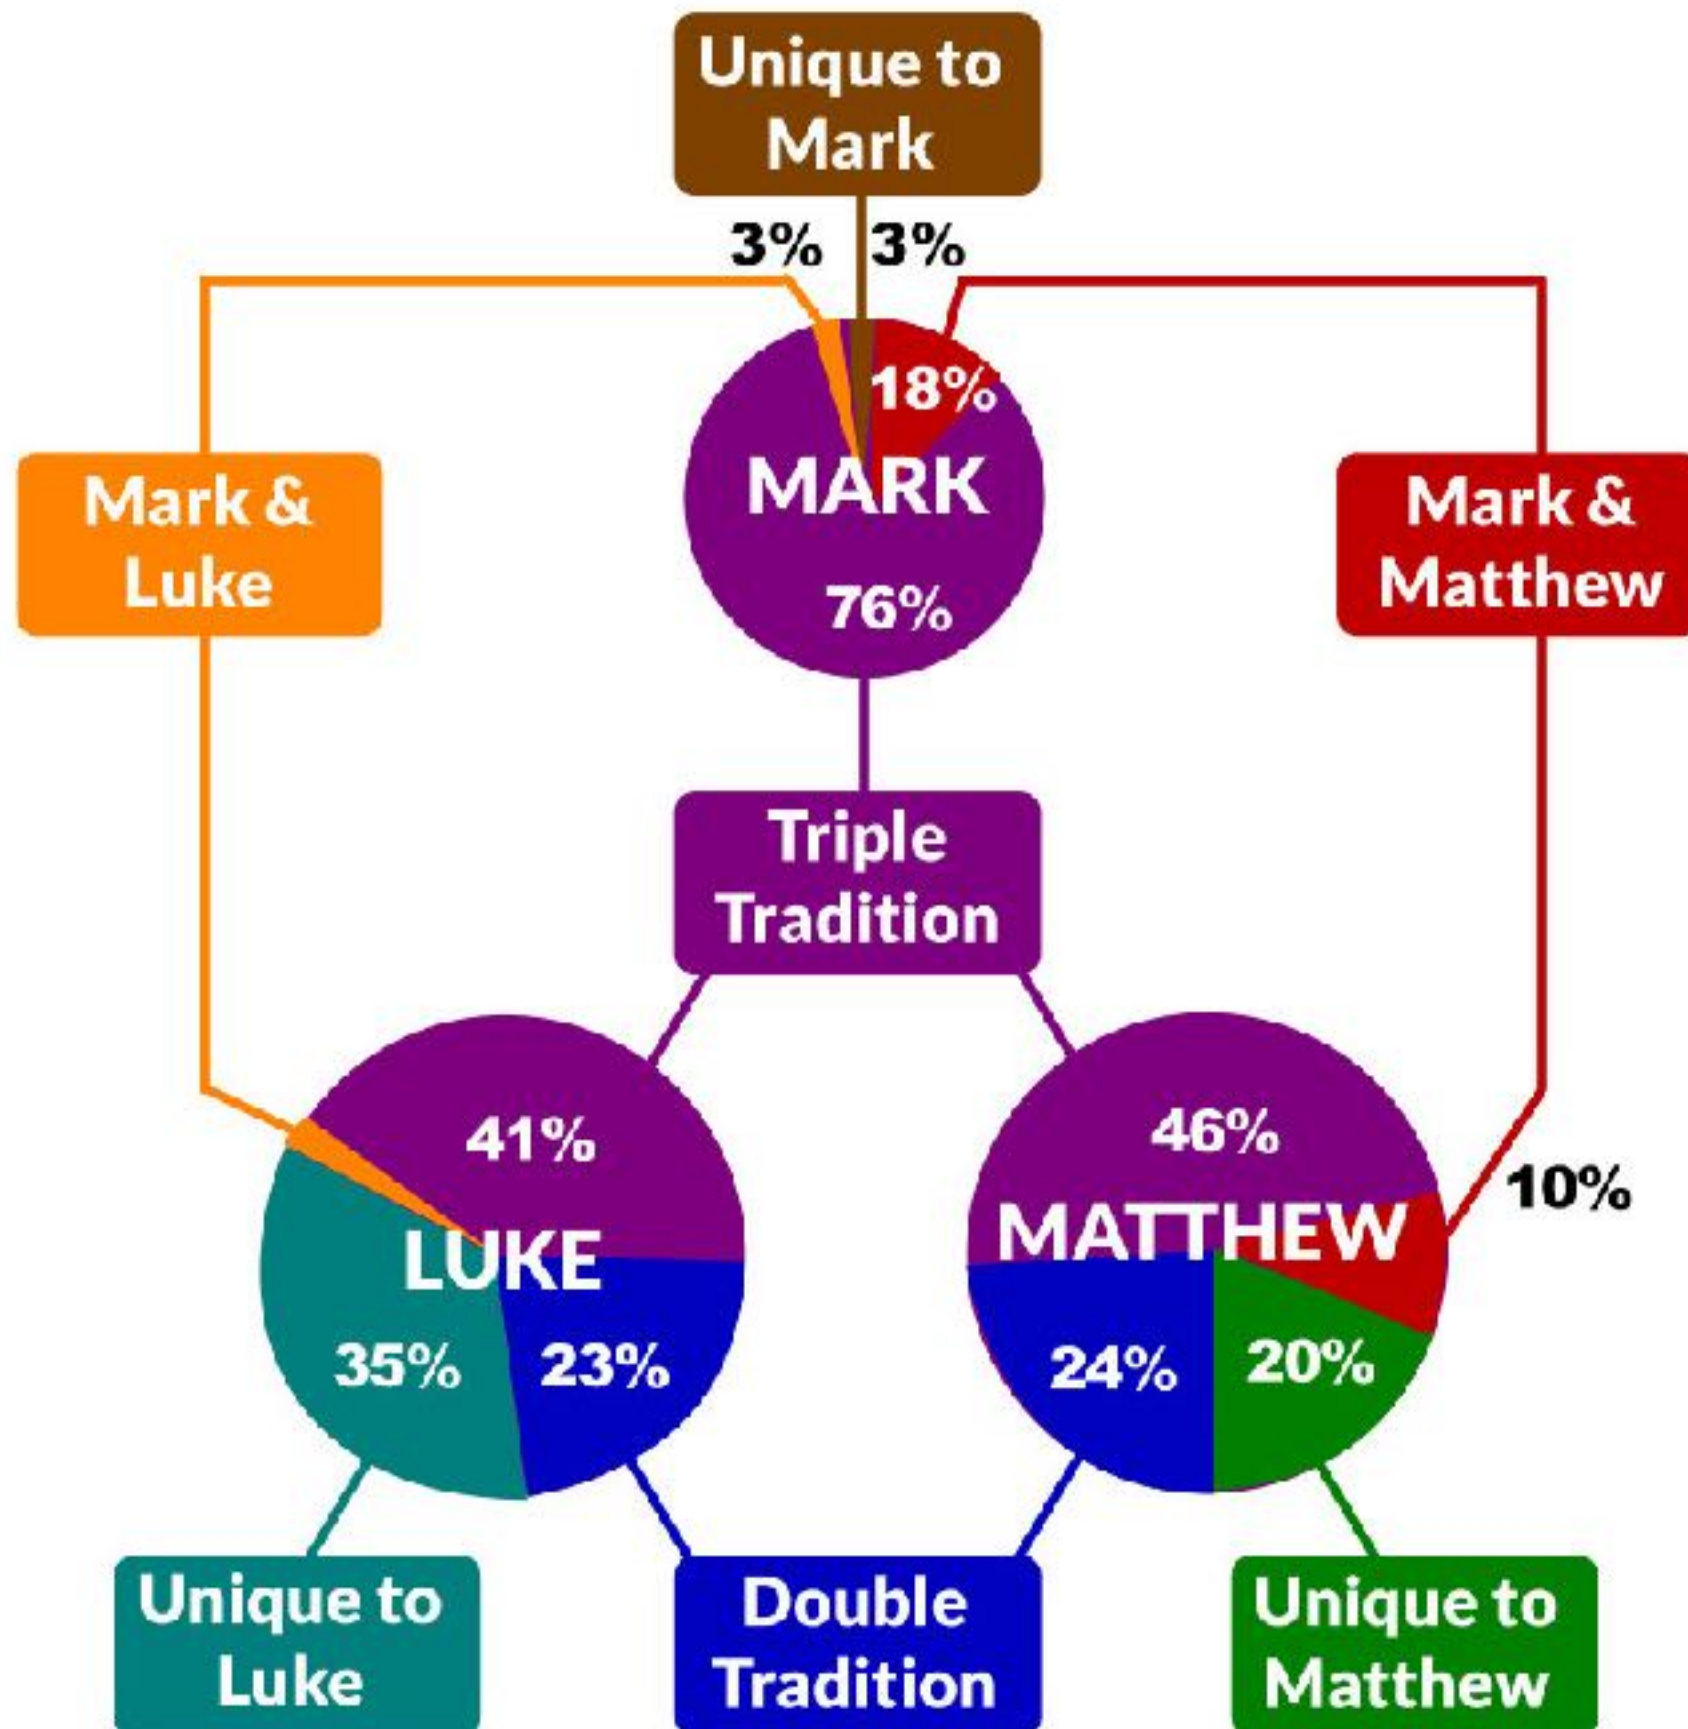 Unique to
Mark
3% 3%
18%
MARK
76%
Mark &
Luke
Mark &
Matthew
Triple
Tradition
41%
LUKE
35% 23%
46%
MATTHEW
10%
24% 20%
Unique to
Luke
Double
Tradition
Unique to
Matthew